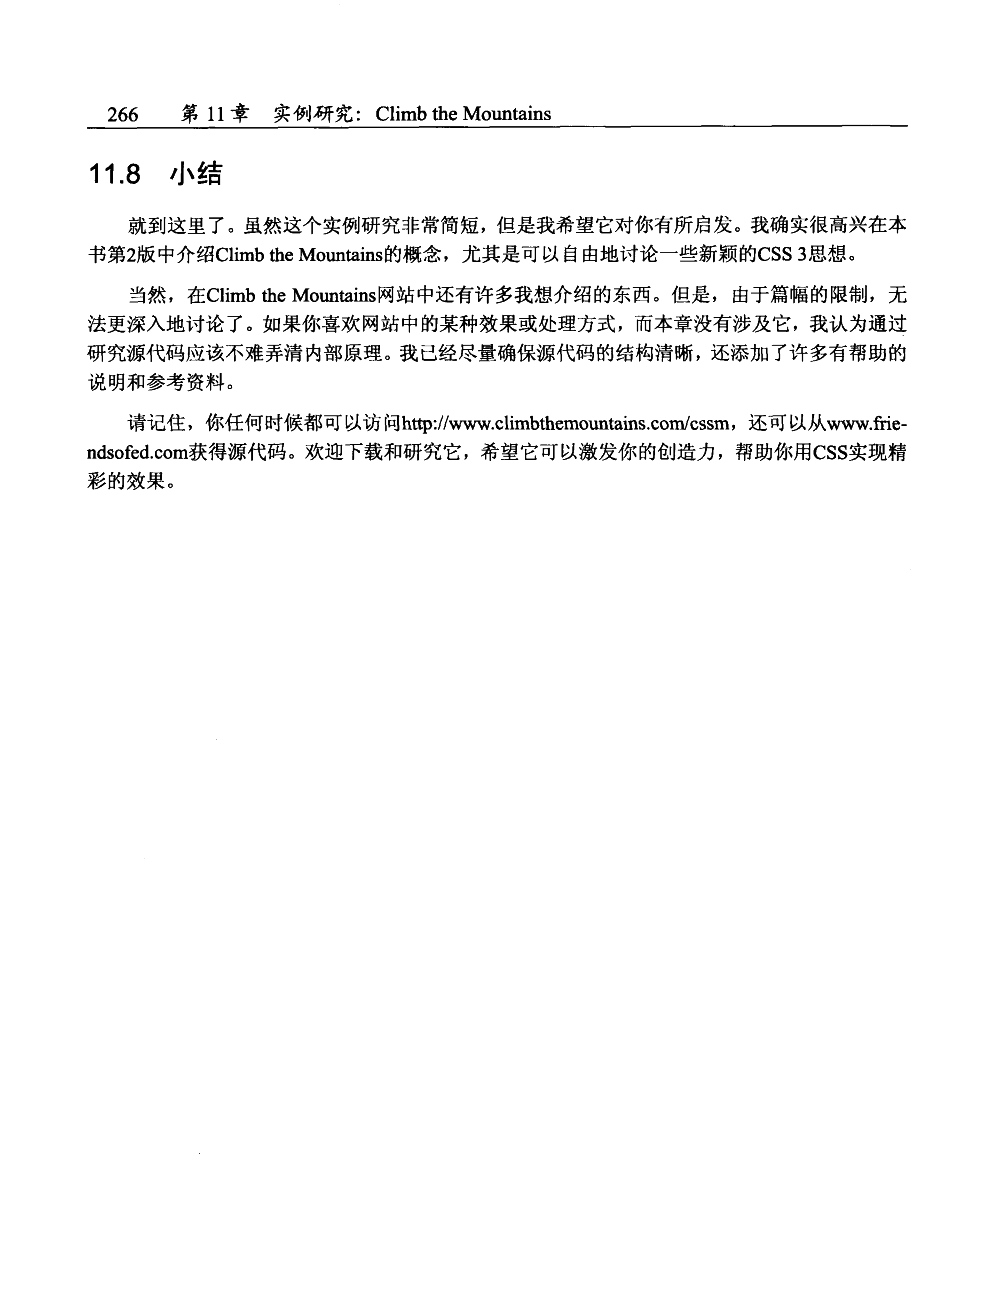 266 第 11 章 实例研究：Climb the Mountains
11.8 小结
就到这里了。虽然这个实例研究非常简短，但是我希望它对你有所启发。我确实很高兴在本
书第2版中介绍Climb the Mountains的概念，尤其是可以自由地讨论一些新颖的CSS 3思想。
当然，在Climb the Mountains网站中还有许多我想介绍的东西。但是，由于篇幅的限制，无
法更深入地讨论了。如果你喜欢网站中的某种效果或处理方式，而本章没有涉及它，我认为通过
研究源代码应该不难弄清内部原理。我已经尽量确保源代码的结构清晰，还添加了许多有帮助的
说明和参考资料。
请记住，你任何时候都可以访问http://www.climbthemountains.com/cssm，还可以从www.frie-
ndsofed.com获得源代码。欢迎下载和研究它，希望它可以激发你的创造力，帮助你用CSS实现精
彩的效果。